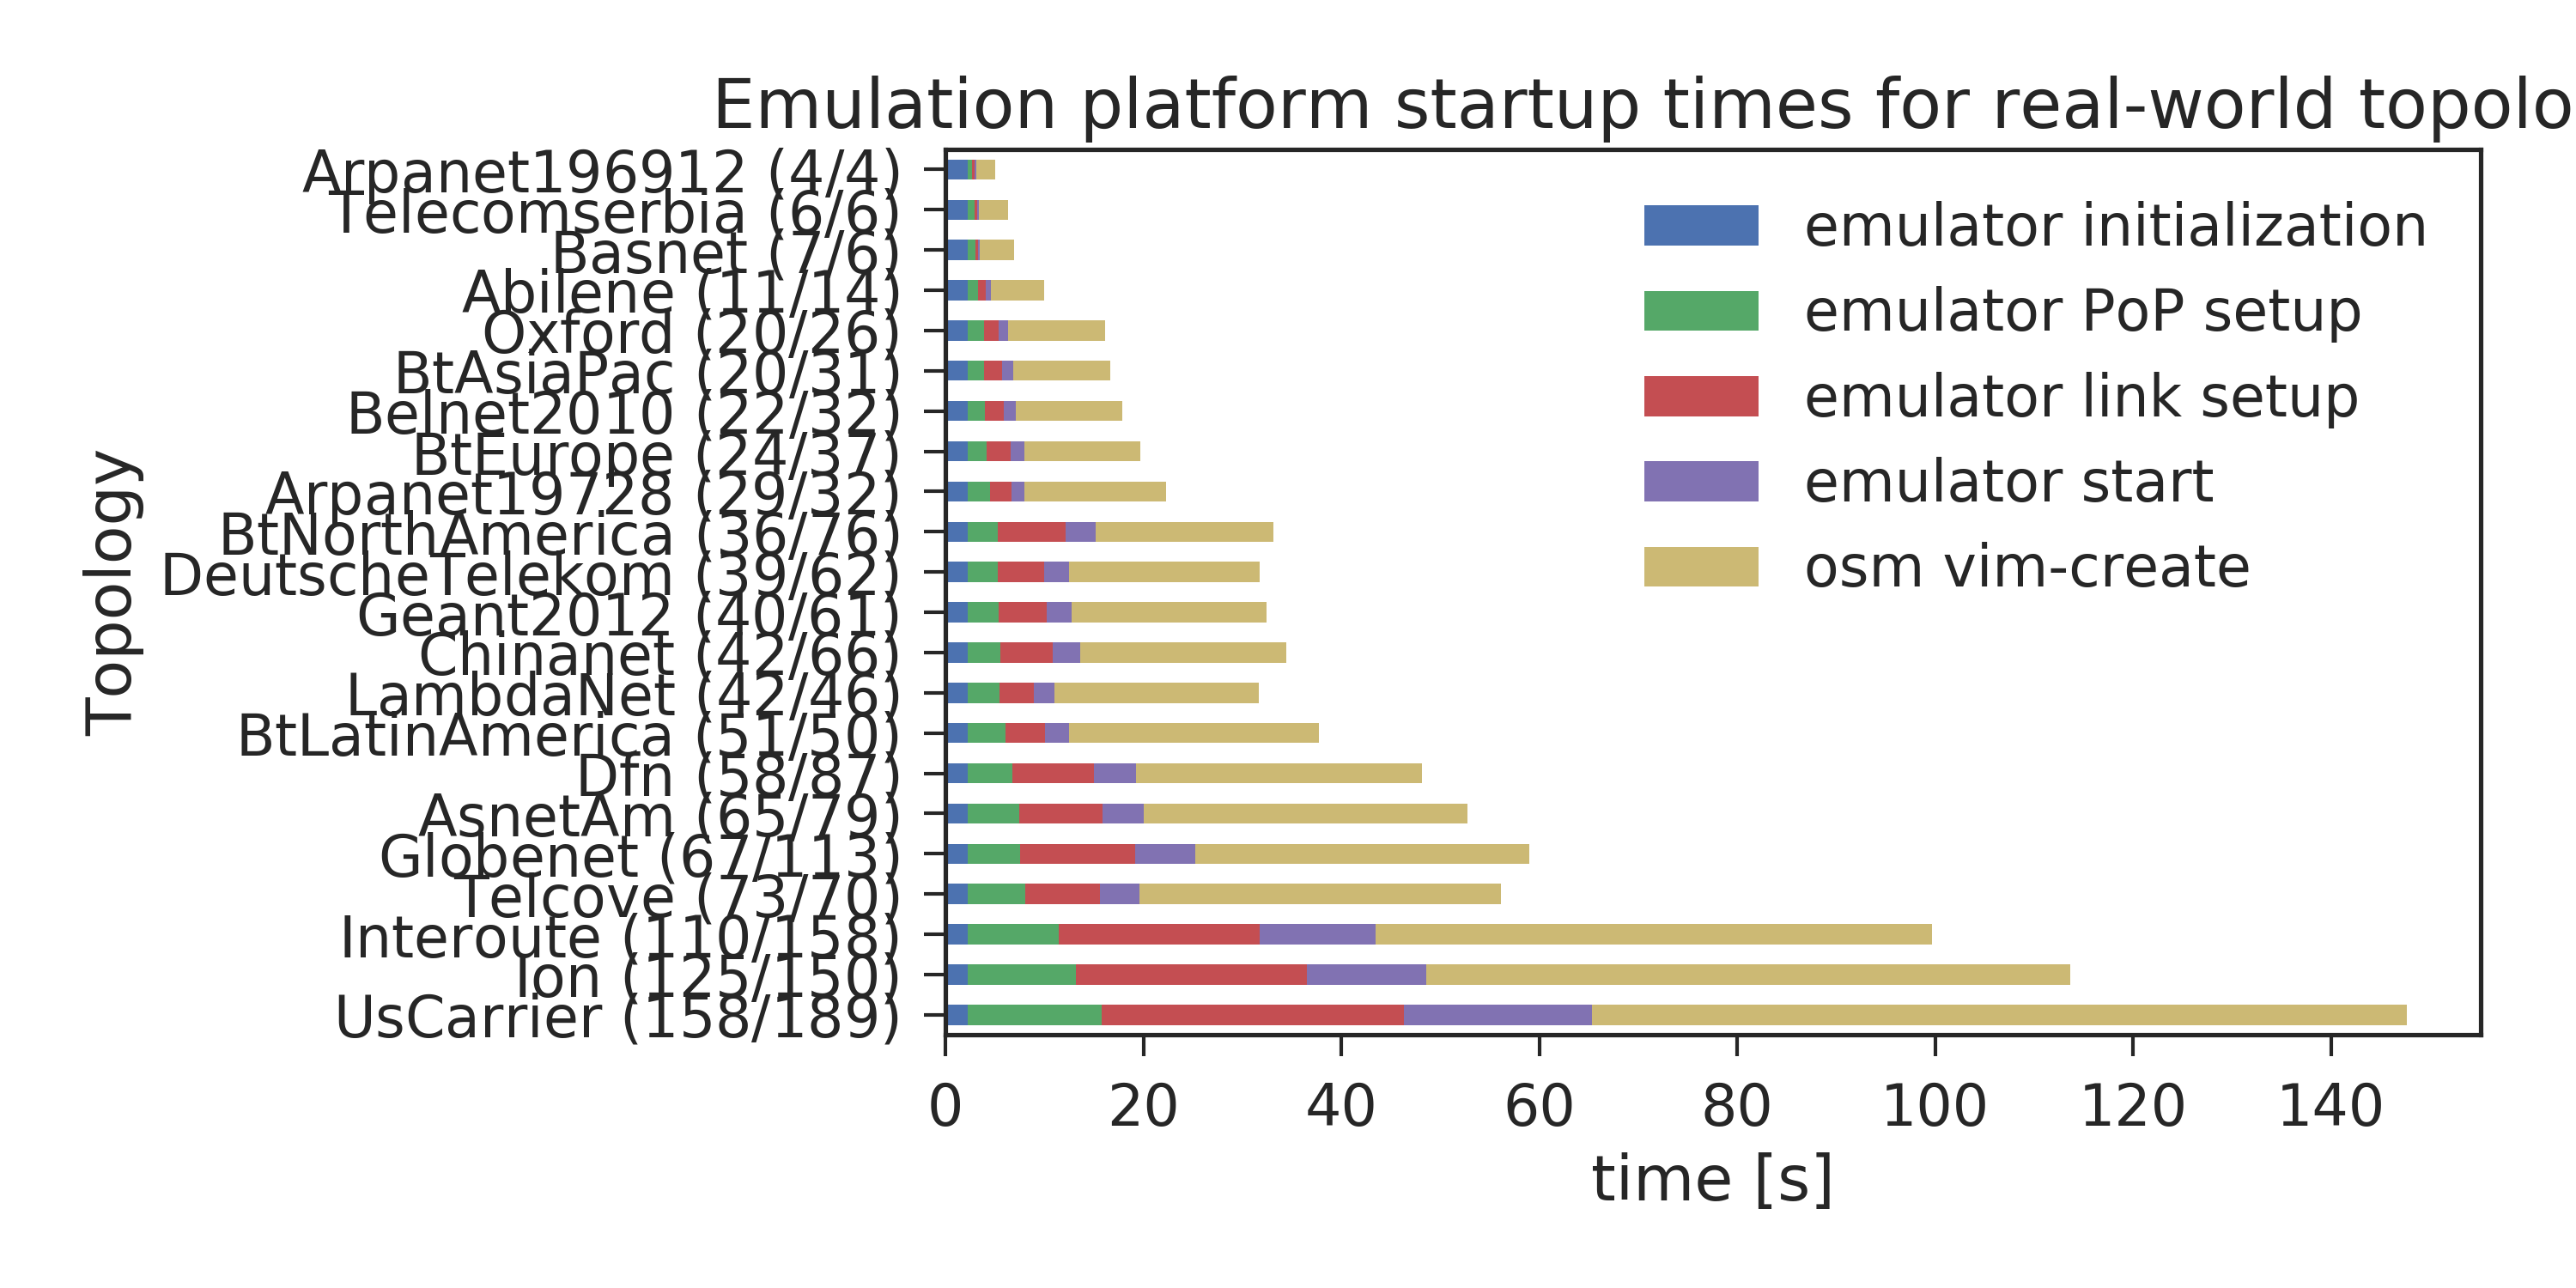 Emulation platform startup times for real-world topolo
Topology
Arpanet196912 (4/4)
Telecomserbia (6/6)
Basnet (7/6)
Abilene (11/14)
Oxford (20/26)
BtAsiaPac (20/31)
Belnet2010 (22/32)
BtEurope (24/37)
Arpanet19728 (29/32)
BtNorthAmerica (36/76)
DeutscheTelekom (39/62)
Geant2012 (40/61)
Chinanet (42/66)
LambdaNet (42/46)
BtLatinAmerica (51/50)
Dfn (58/87)
AsnetAm (65/79)
Globenet (67/113)
Telcove (73/70)
Interoute (110/158)
Ion (125/150)
UsCarrier (158/189)
emulator initialization
emulator PoP setup
emulator link setup
emulator start
osm vim-create
0 20 40 60 80 100 120 140
time [s]